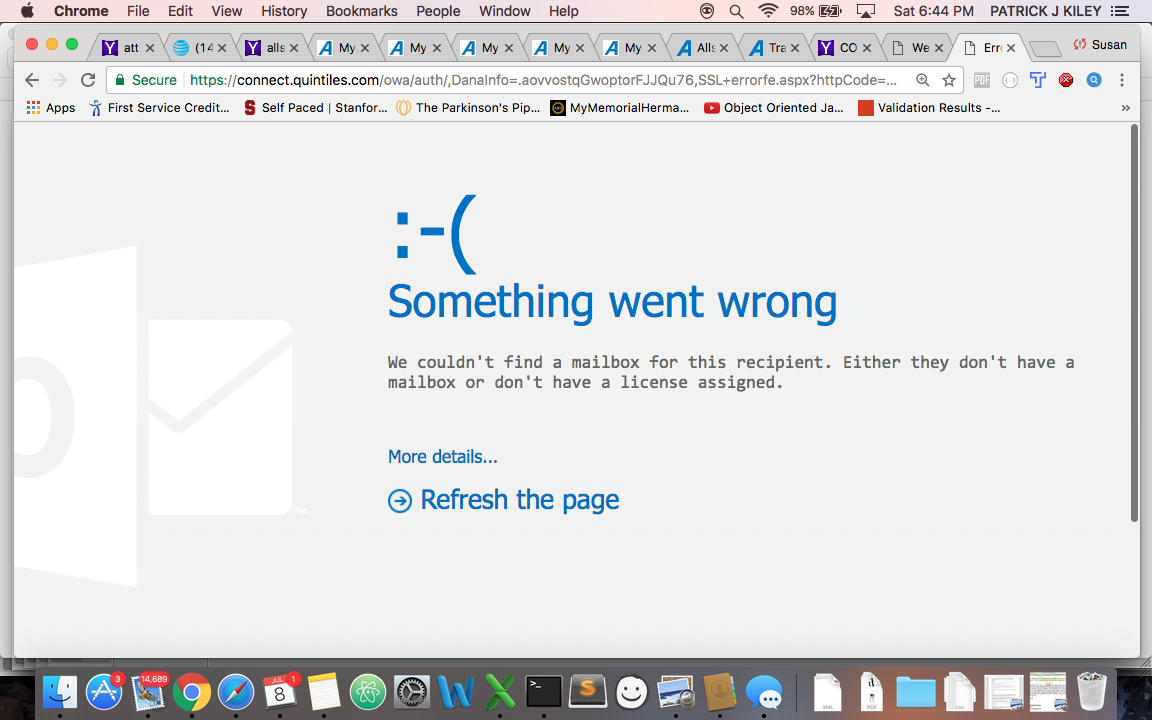 Chrome File Edit View History Bookmarks People Window Help 98% Sat 6:44 PM PATRICK J KILEY
att (14 alls My My My My My Alls Tra CO We Erro Susan
Secure https://connect.quintiles.com/owa/auth/,DanaInfo=.aovvostqGwoptorFJJQu76,SSL+errorfe.aspx?httpCode=...
Apps First Service Credit... Self Paced | Stanfor... The Parkinson's Pip... MyMemorialHerma... Object Oriented Ja... Validation Results -... »
:-(
Something went wrong
We couldn't find a mailbox for this recipient. Either they don't have a
mailbox or don't have a license assigned.
More details...
Refresh the page
TM
3 14,689 JUL 8 1
XML PDF CSV